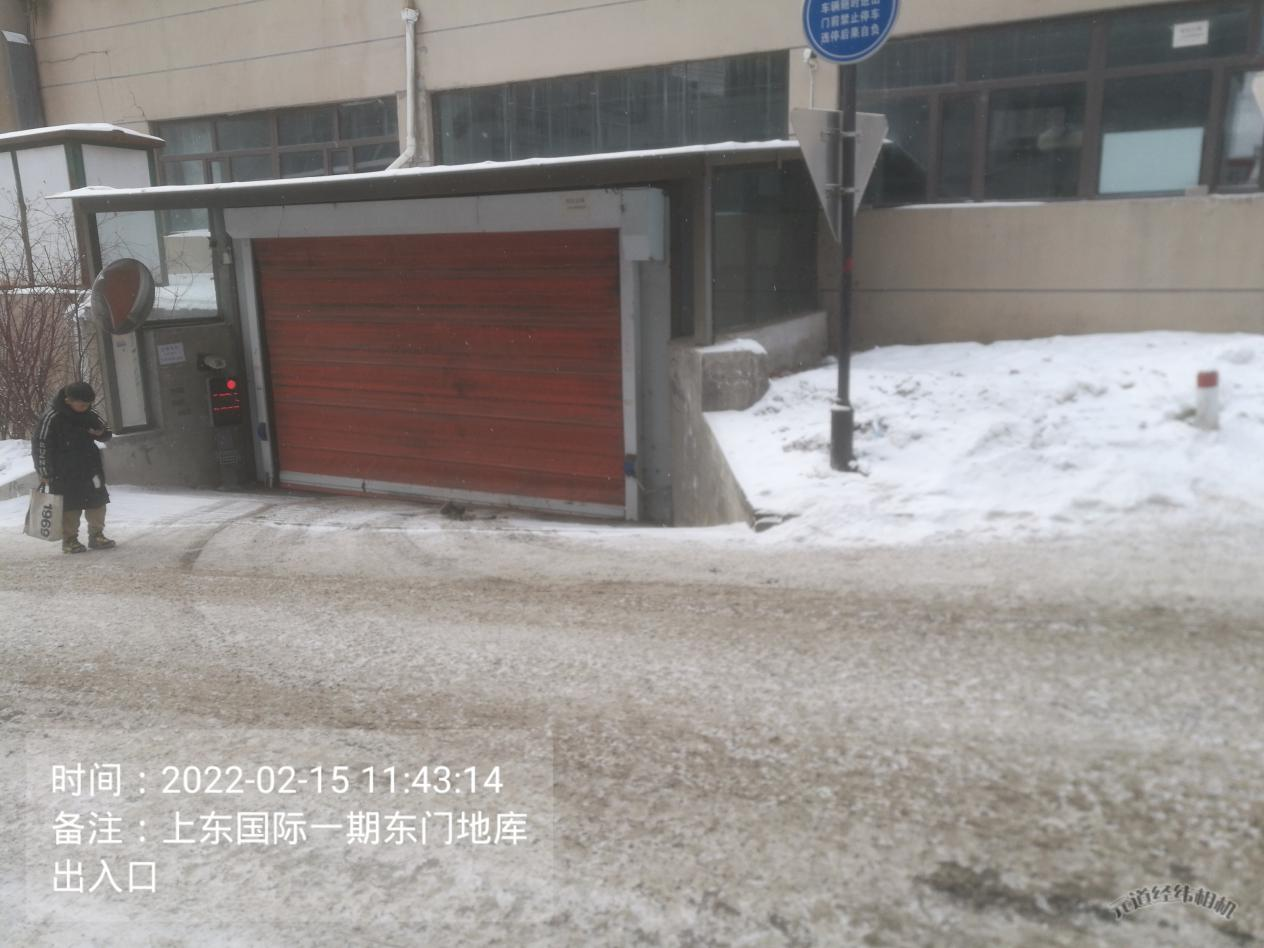 车辆随时进出
门前禁止停车
违停后果自负
1969
时间：2022-02-15 11:43:14
备注：上东国际一期东门地库
出入口
元道经纬相机